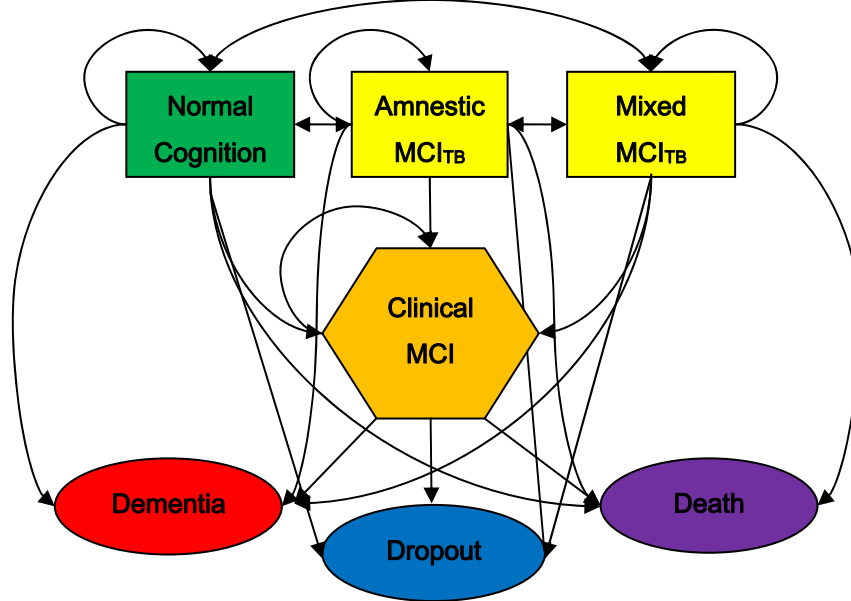 Normal
Cognition
Amnestic
MCITB
Mixed
MCITB
Clinical
MCI
Dementia
Dropout
Death